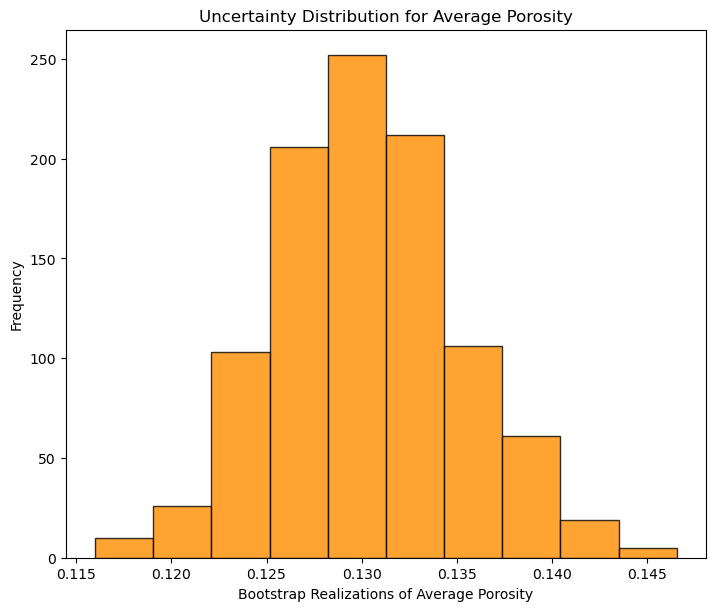 Uncertainty Distribution for Average Porosity
250
200
150
100
50
0
Frequency
0.115 0.120 0.125 0.130 0.135 0.140 0.145
Bootstrap Realizations of Average Porosity